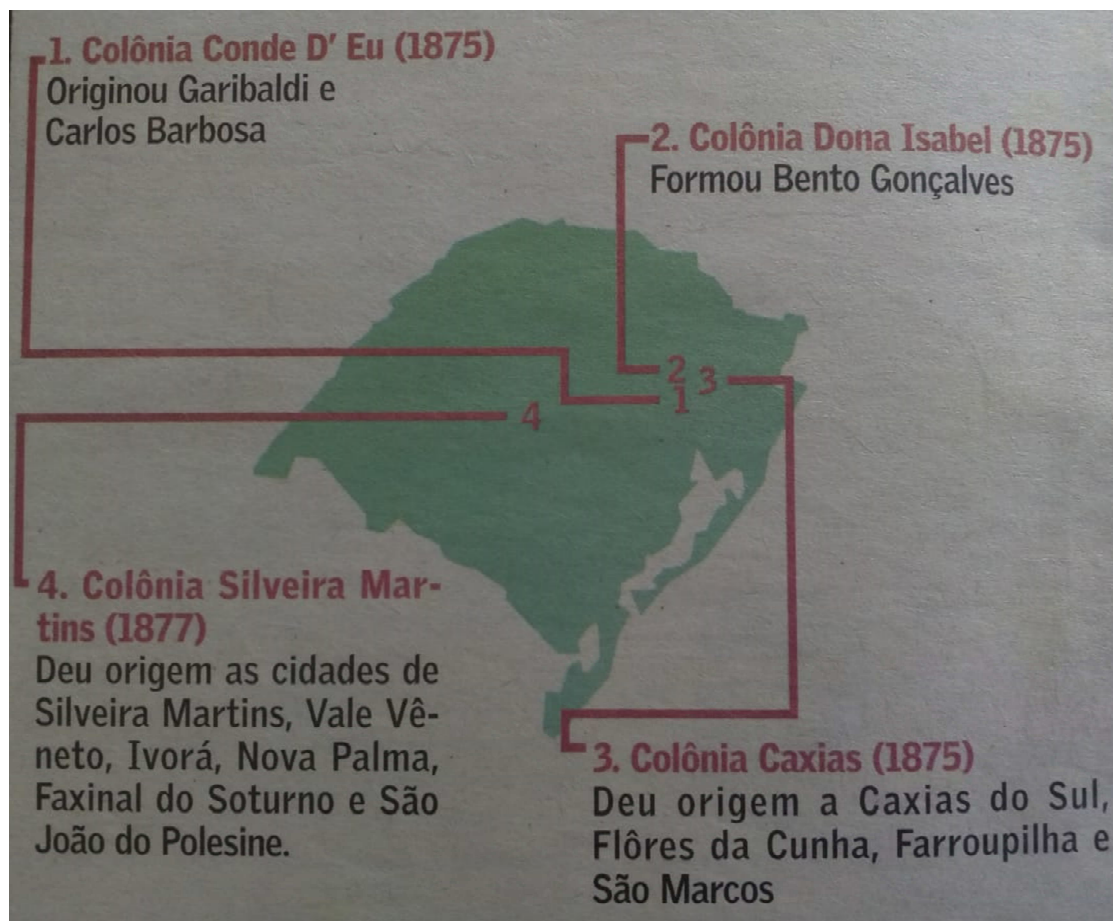 1. Colônia Conde D' Eu (1875)
Originou Garibaldi e
Carlos Barbosa
2. Colônia Dona Isabel (1875)
Formou Bento Gonçalves
2
3
1
4
4. Colônia Silveira Mar-
tins (1877)
Deu origem as cidades de
Silveira Martins, Vale Vê-
neto, Ivorá, Nova Palma,
Faxinal do Soturno e São
João do Polesine.
3. Colônia Caxias (1875)
Deu origem a Caxias do Sul,
Flôres da Cunha, Farroupilha e
São Marcos